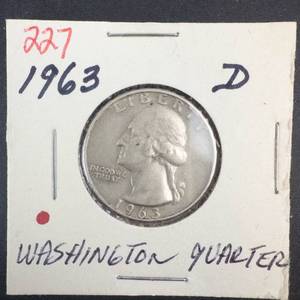 227
1963 D
LIBERTY
IN GOD WE
TRUST
1963
WASHINGTON QUARTER